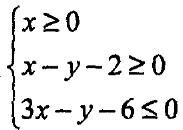 x ≥ 0
x − y − 2 ≥ 0
3x − y − 6 ≤ 0